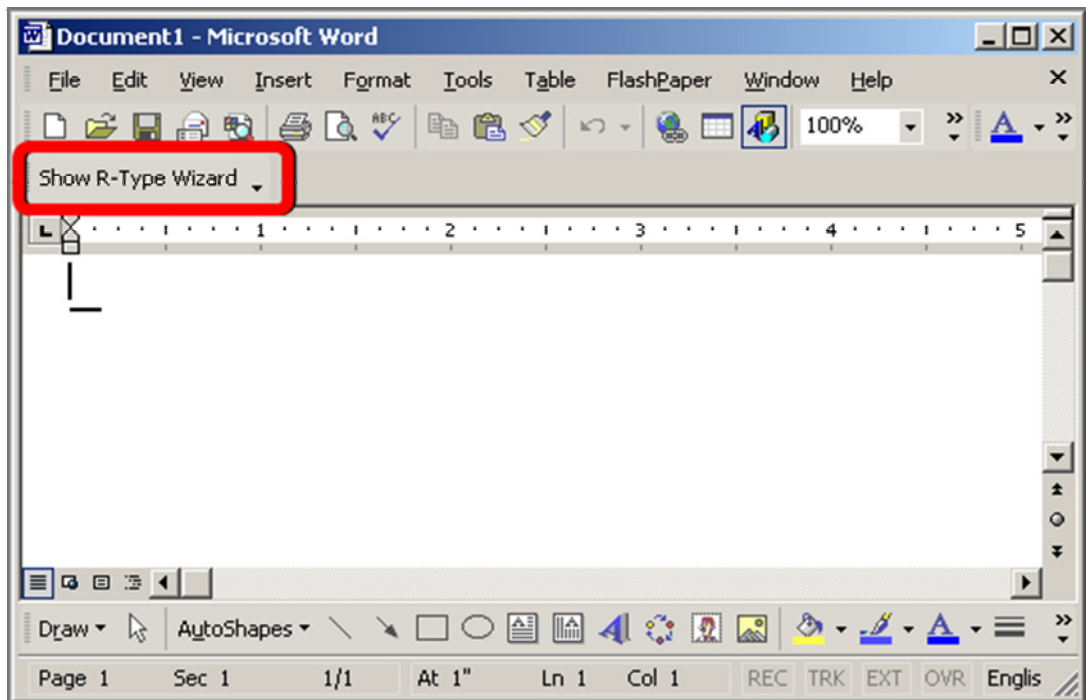 Document1 - Microsoft Word
File Edit View Insert Format Tools Table FlashPaper Window Help
ABC 100% A
Show R-Type Wizard
1 2 3 4 5
Draw AutoShapes A A
Page 1 Sec 1 1/1 At 1" Ln 1 Col 1 REC TRK EXT OVR Englis